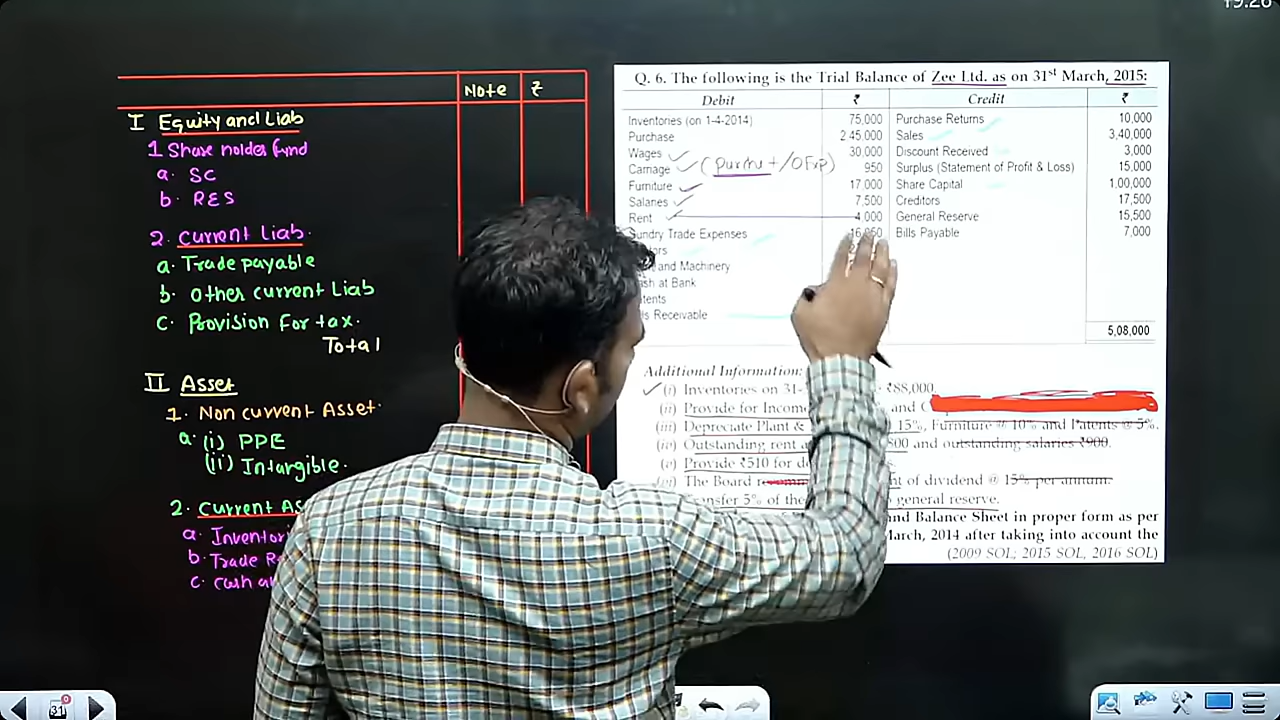 19:26
Note ₹
I Equity and Liab
1 Share holder fund
a. SC
b. RES
2. Current Liab.
a. Trade payable
b. other current Liab
c. Provision for tax.
Total
II Asset
1. Non current Asset.
a. (i) PPE
(ii) Intangible.
2. Current As
a. Inventor
b. Trade Re
c. Cash a
Q. 6. The following is the Trial Balance of Zee Ltd. as on 31st March, 2015:
Debit ₹ Credit ₹
Inventories (on 1-4-2014) 75,000 Purchase Returns 10,000
Purchase 2,45,000 Sales 3,40,000
Wages 30,000 Discount Received 3,000
Carriage 950 Surplus (Statement of Profit & Loss) 15,000
Furniture 17,000 Share Capital 1,00,000
Salaries 7,500 Creditors 17,500
Rent 4,000 General Reserve 15,500
Sundry Trade Expenses Bills Payable 7,000
tors
and Machinery
sh at Bank
tents
ls Receivable
5,08,000
Additional Information:
(i) Inventories on 31- ₹88,000.
(ii) Provide for Incom and C
(iii) Depreciate Plant & 15%, Furniture @ 10% and Patents @ 5%.
(iv) Outstanding rent a 800 and outstanding salaries ₹900.
(v) Provide ₹510 for d s.
(vi) The Board nt of dividend @ 15% per annum.
ansfer 5% of the general reserve.
and Balance Sheet in proper form as per
March, 2014 after taking into account the
(2009 SOL; 2015 SOL, 2016 SOL)
31